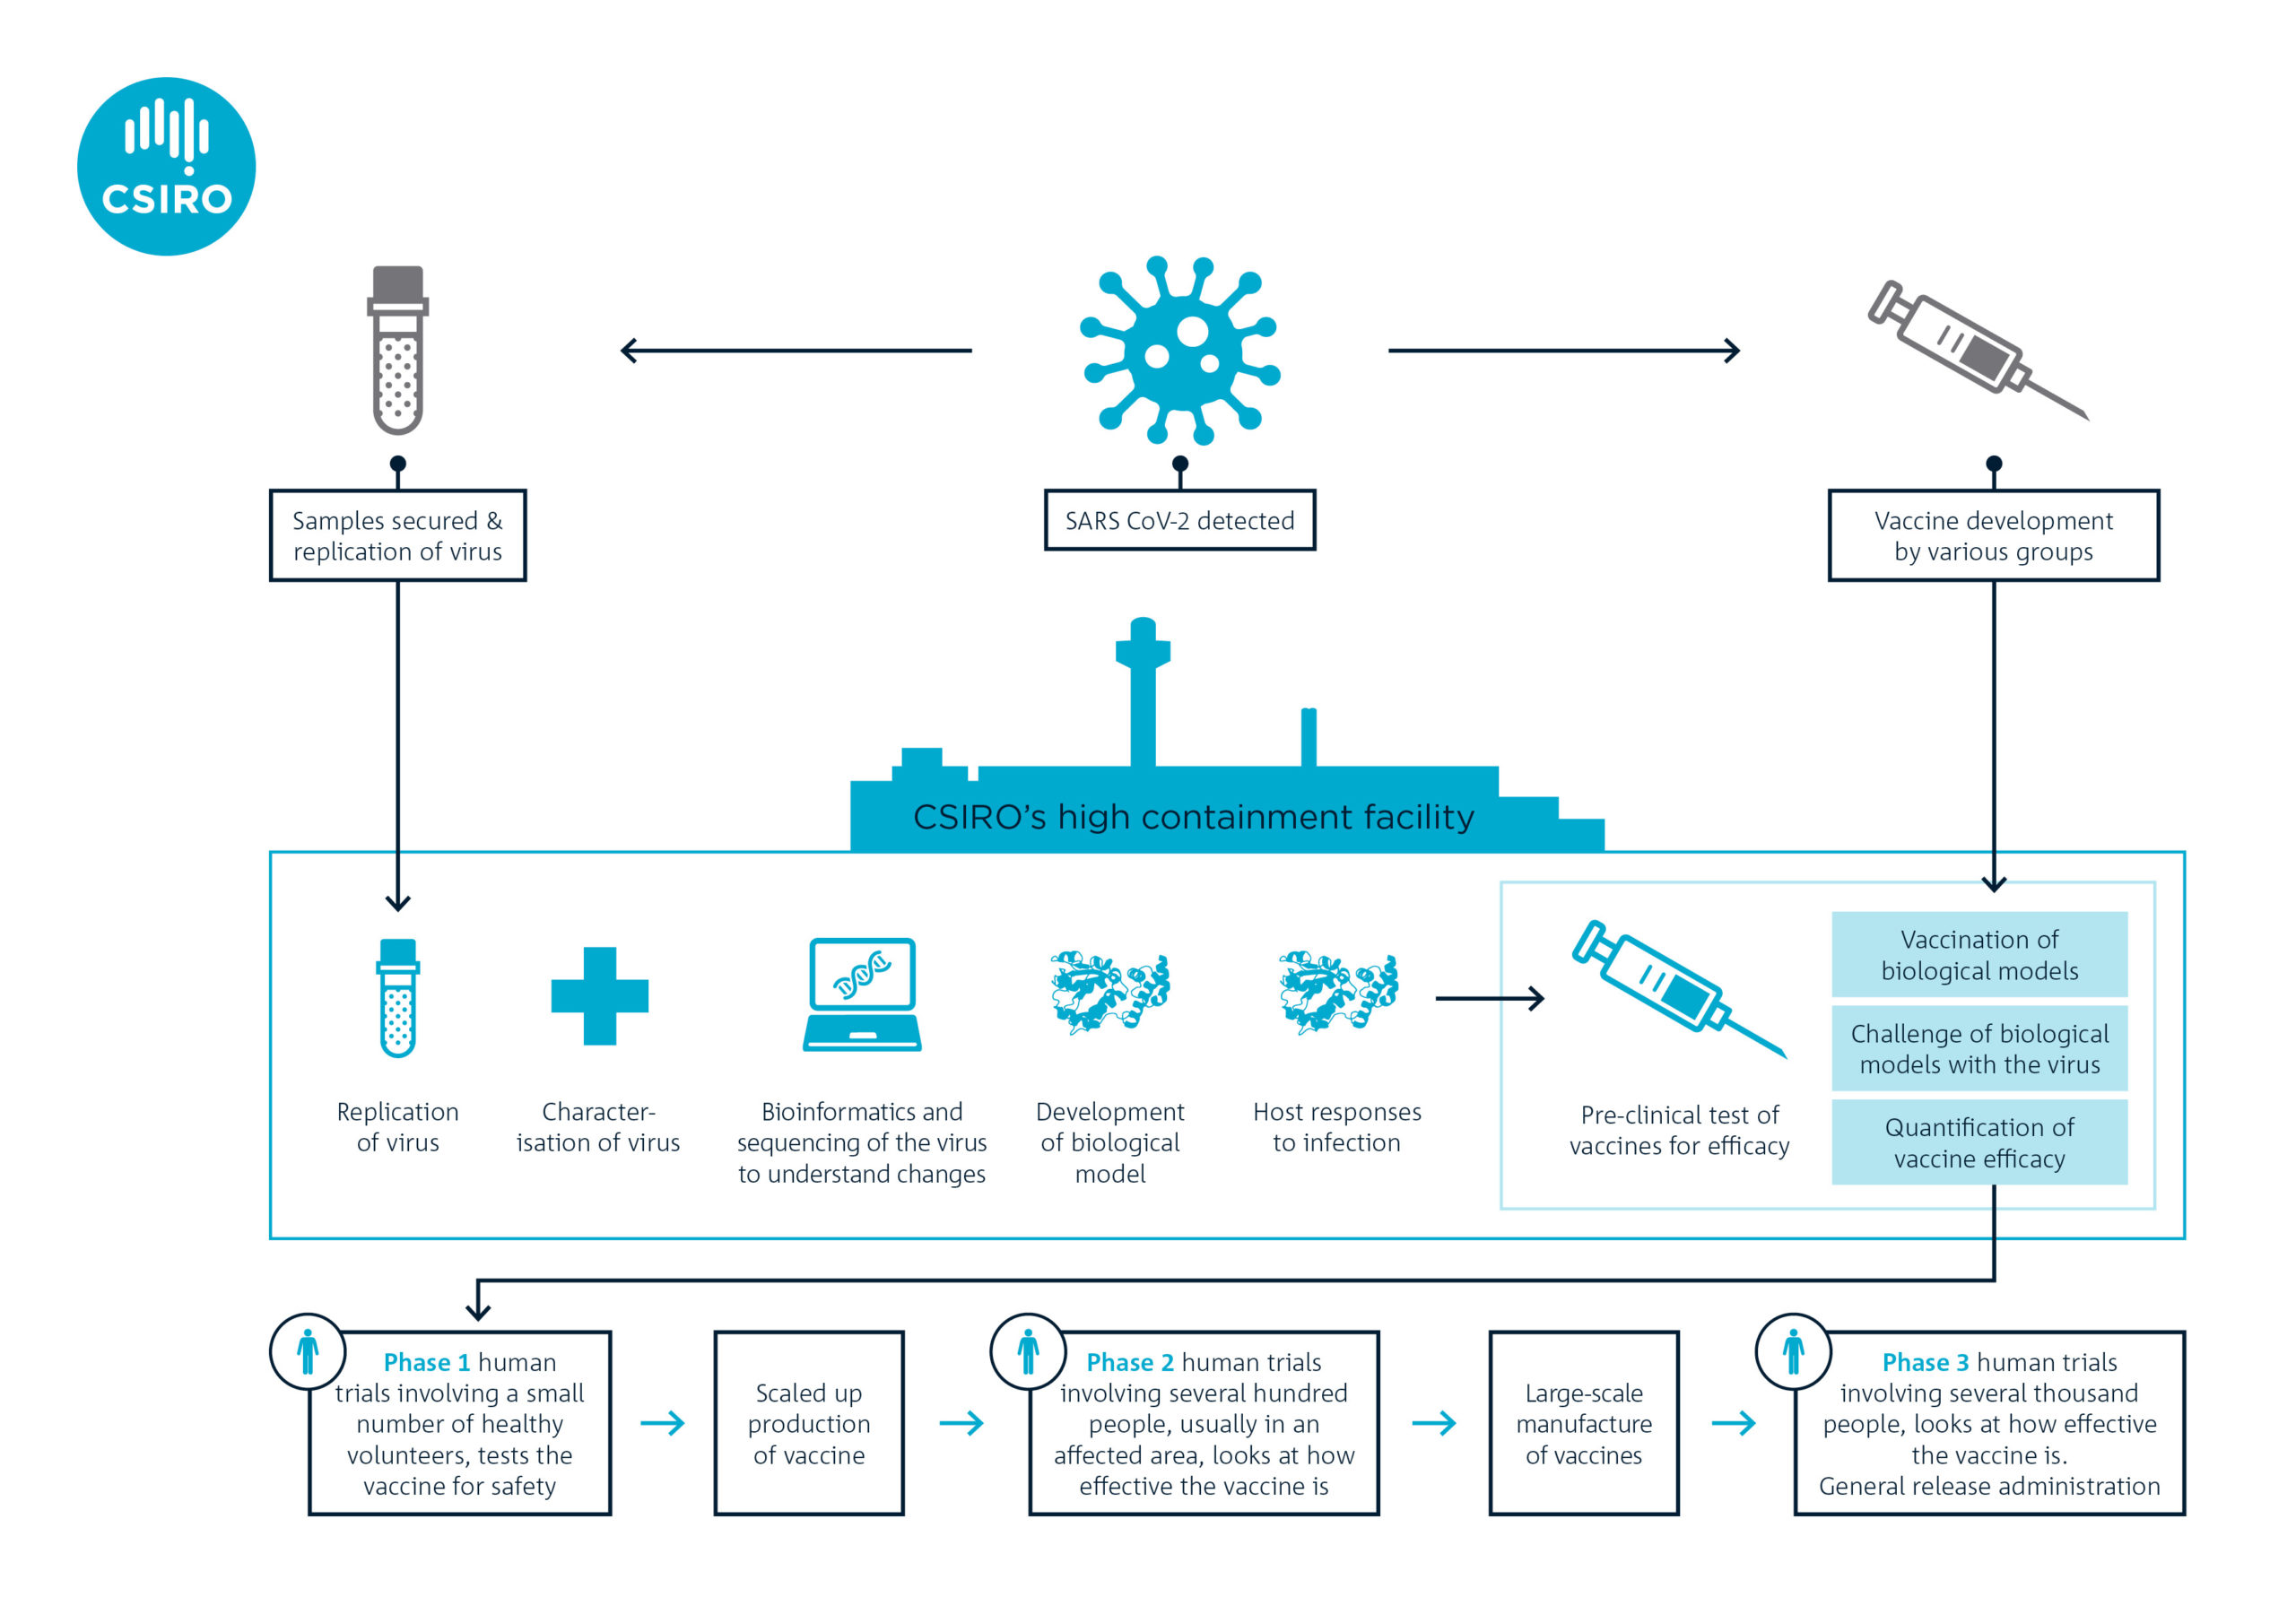 CSIRO
Samples secured &
replication of virus
SARS CoV-2 detected
Vaccine development
by various groups
CSIRO's high containment facility
Replication
of virus
Character-
isation of virus
Bioinformatics and
sequencing of the virus
to understand changes
Development
of biological
model
Host responses
to infection
Pre-clinical test of
vaccines for efficacy
Vaccination of
biological models
Challenge of biological
models with the virus
Quantification of
vaccine efficacy
Phase 1 human
trials involving a small
number of healthy
volunteers, tests the
vaccine for safety
Scaled up
production
of vaccine
Phase 2 human trials
involving several hundred
people, usually in an
affected area, looks at how
effective the vaccine is
Large-scale
manufacture
of vaccines
Phase 3 human trials
involving several thousand
people, looks at how effective
the vaccine is.
General release administration